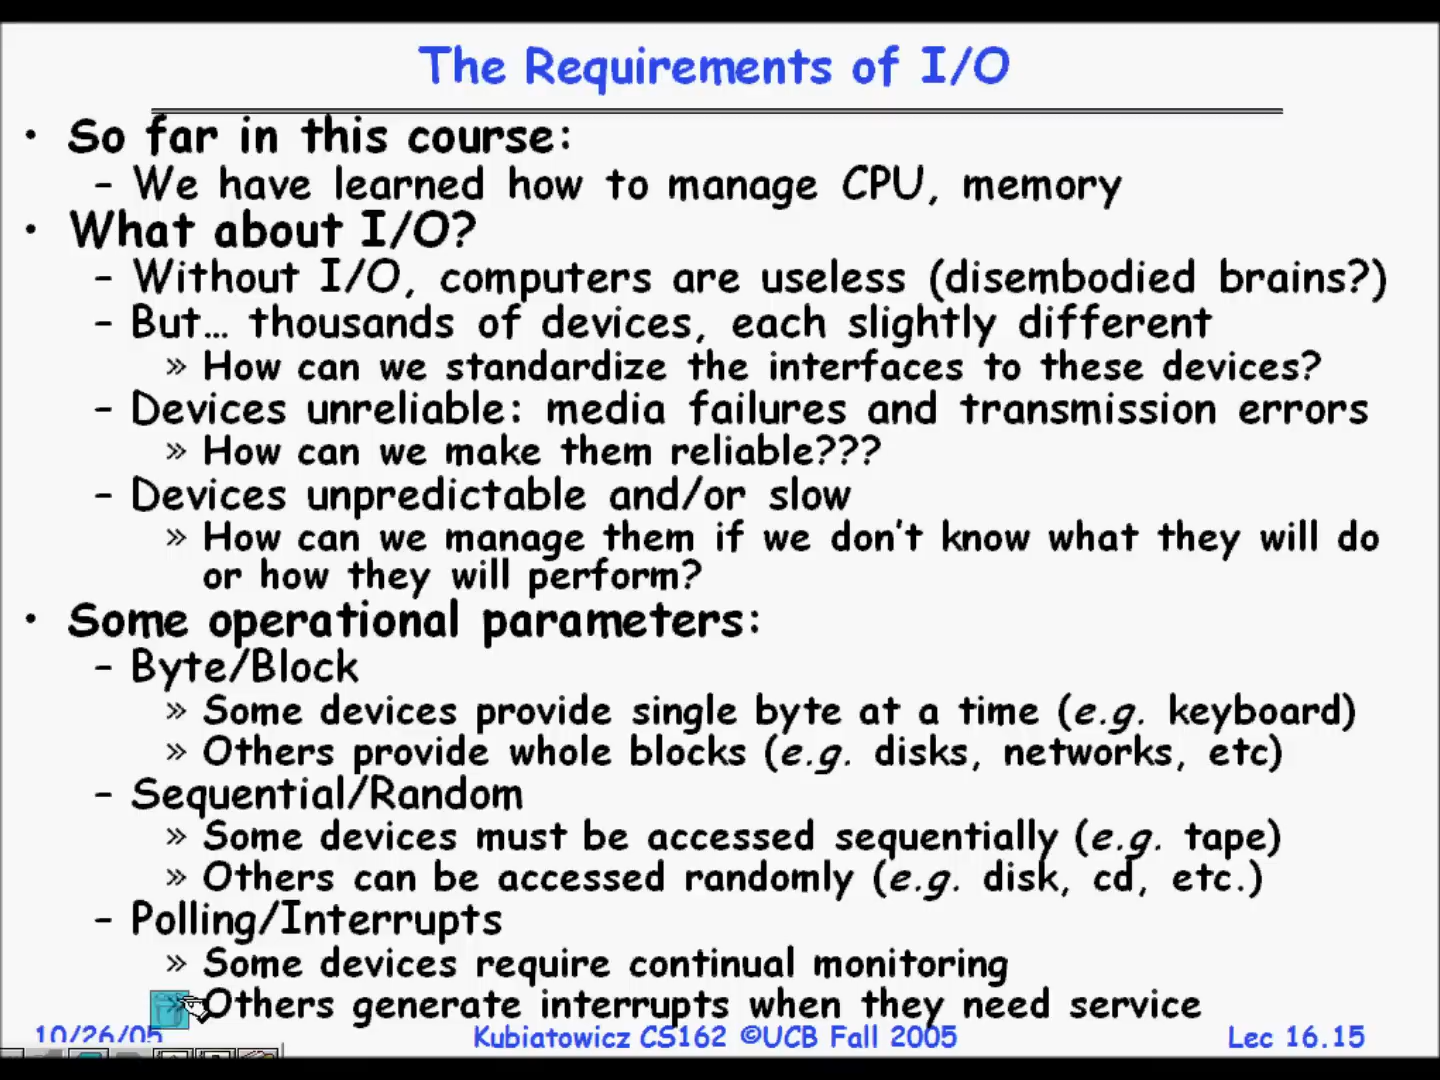 The Requirements of I/O
• So far in this course:
– We have learned how to manage CPU, memory
• What about I/O?
– Without I/O, computers are useless (disembodied brains?)
– But… thousands of devices, each slightly different
» How can we standardize the interfaces to these devices?
– Devices unreliable: media failures and transmission errors
» How can we make them reliable???
– Devices unpredictable and/or slow
» How can we manage them if we don't know what they will do
or how they will perform?
• Some operational parameters:
– Byte/Block
» Some devices provide single byte at a time (e.g. keyboard)
» Others provide whole blocks (e.g. disks, networks, etc)
– Sequential/Random
» Some devices must be accessed sequentially (e.g. tape)
» Others can be accessed randomly (e.g. disk, cd, etc.)
– Polling/Interrupts
» Some devices require continual monitoring
» Others generate interrupts when they need service
10/26/05 Kubiatowicz CS162 ©UCB Fall 2005 Lec 16.15